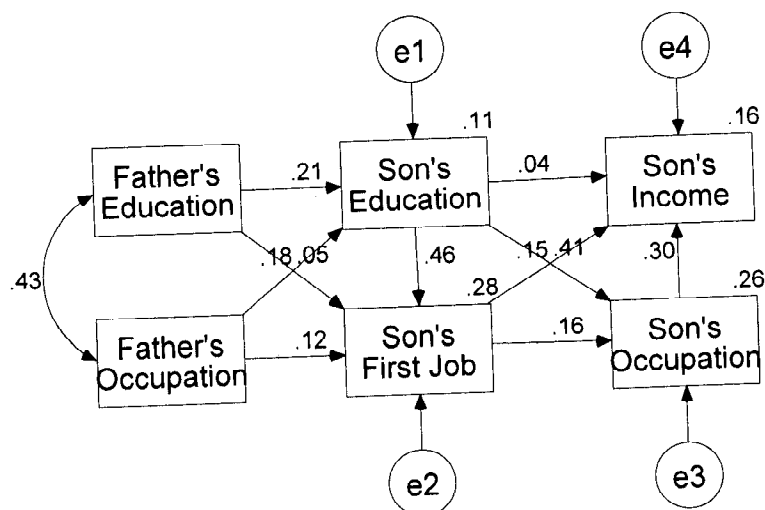 e1
e4
.11
.16
Father's
Education
.21
Son's
Education
.04
Son's
Income
.43
.18
.05
.46
.15
.41
.30
.28
.26
Father's
Occupation
.12
Son's
First Job
.16
Son's
Occupation
e2
e3